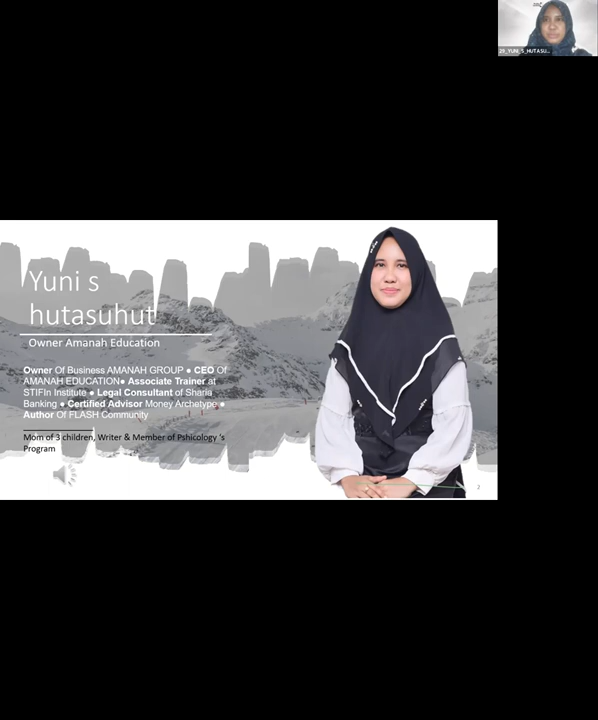 29_YUNI_S_HUTASU...
Yuni s
hutasuhut
Owner Amanah Education
Owner Of Business AMANAH GROUP ● CEO Of
AMANAH EDUCATION● Associate Trainer at
STIFIn Institute ● Legal Consultant of Sharia
Banking ● Certified Advisor Money Archetype ●
Author Of FLASH Community
Mom of 3 children, Writer & Member of Pshicology 's
Program
3